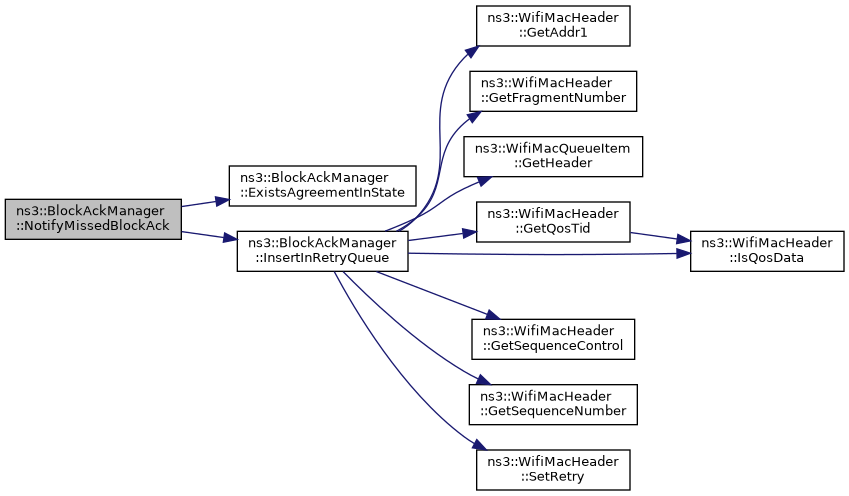 ns3::BlockAckManager
::NotifyMissedBlockAck
ns3::BlockAckManager
::ExistsAgreementInState
ns3::BlockAckManager
::InsertInRetryQueue
ns3::WifiMacHeader
::GetAddr1
ns3::WifiMacHeader
::GetFragmentNumber
ns3::WifiMacQueueItem
::GetHeader
ns3::WifiMacHeader
::GetQosTid
ns3::WifiMacHeader
::IsQosData
ns3::WifiMacHeader
::GetSequenceControl
ns3::WifiMacHeader
::GetSequenceNumber
ns3::WifiMacHeader
::SetRetry